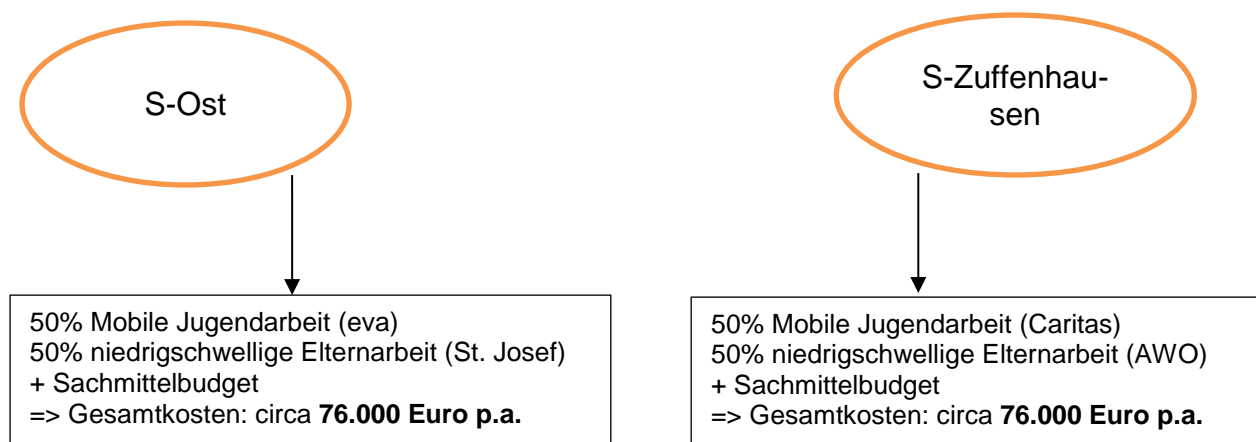 S-Ost
50% Mobile Jugendarbeit (eva)
50% niedrigschwellige Elternarbeit (St. Josef)
+ Sachmittelbudget
=> Gesamtkosten: circa 76.000 Euro p.a.
S-Zuffenhau-
sen
50% Mobile Jugendarbeit (Caritas)
50% niedrigschwellige Elternarbeit (AWO)
+ Sachmittelbudget
=> Gesamtkosten: circa 76.000 Euro p.a.